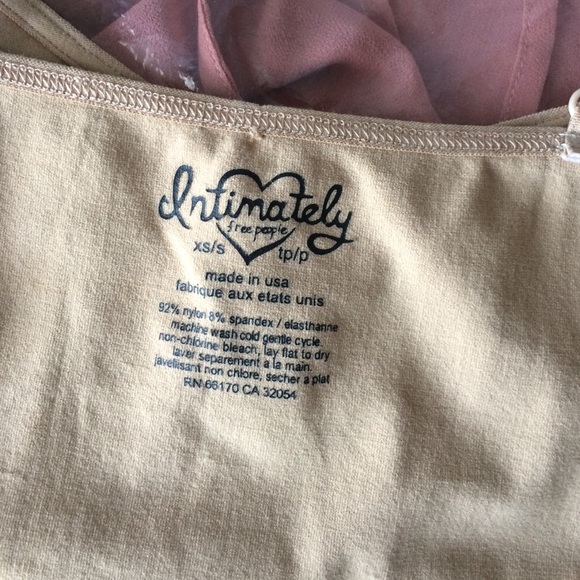 Intimately
free people
xs/s tp/p
made in usa
fabrique aux etats unis
92% nylon 8% spandex / elasthanne
machine wash cold gentle cycle.
non-chlorine bleach, lay flat to dry
laver separement a la main.
javellisant non chlore, secher a plat
RN 66170 CA 32054